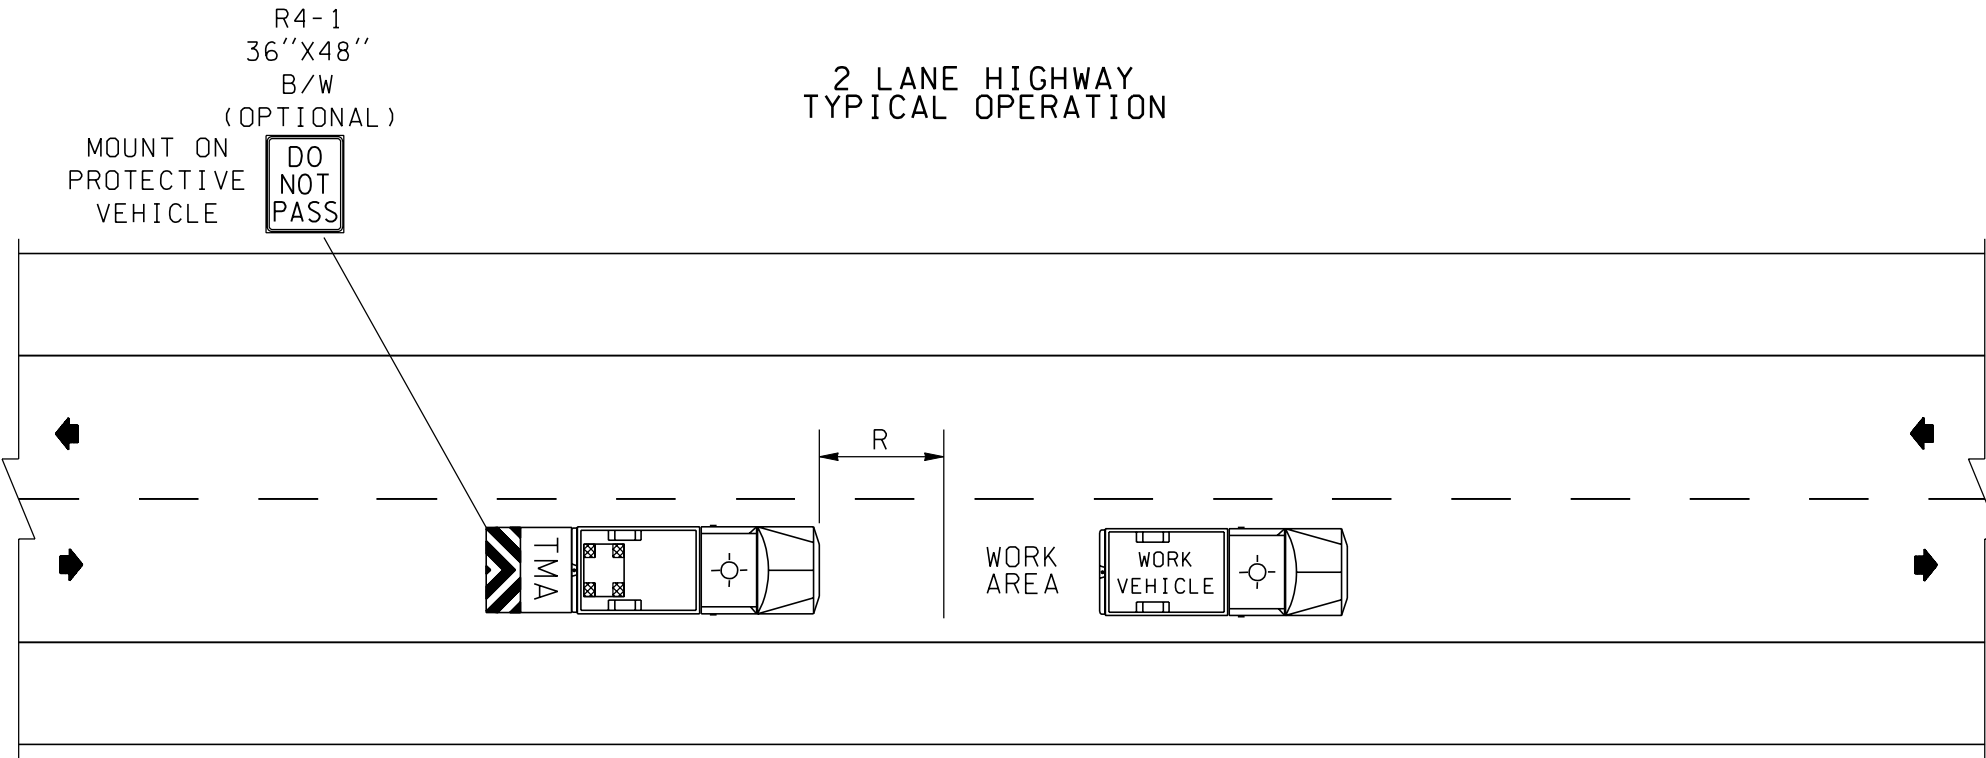 R4-1
36"X48"
B/W
(OPTIONAL)
MOUNT ON
PROTECTIVE
VEHICLE
DO
NOT
PASS
2 LANE HIGHWAY
TYPICAL OPERATION
R
TMA
WORK
AREA
WORK
VEHICLE